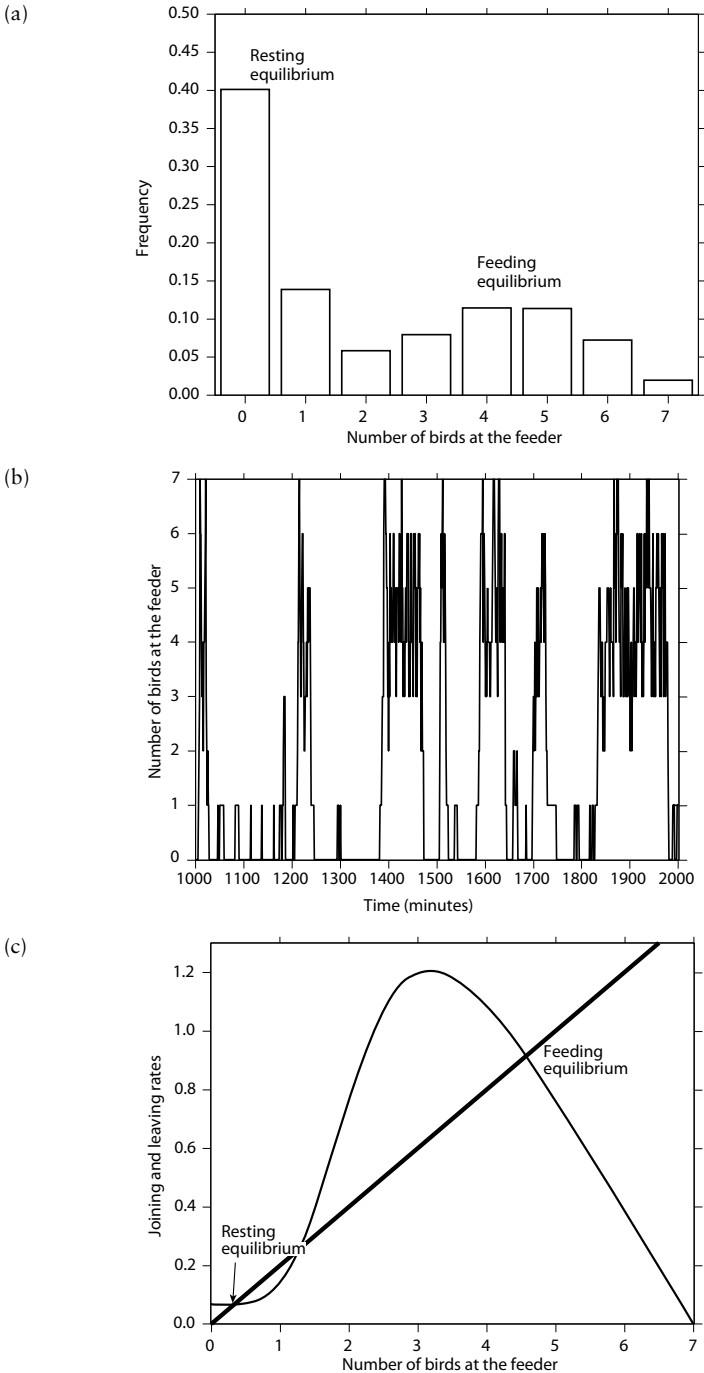 (a)
0.50
0.45
0.40
0.35
0.30
0.25
0.20
0.15
0.10
0.05
0.00
Frequency
Resting
equilibrium
Feeding
equilibrium
0 1 2 3 4 5 6 7
Number of birds at the feeder
(b)
7
6
5
4
3
2
1
0
Number of birds at the feeder
1000 1100 1200 1300 1400 1500 1600 1700 1800 1900 2000
Time (minutes)
(c)
1.2
1.0
0.8
0.6
0.4
0.2
0.0
Joining and leaving rates
Feeding
equilibrium
Resting
equilibrium
0 1 2 3 4 5 6 7
Number of birds at the feeder